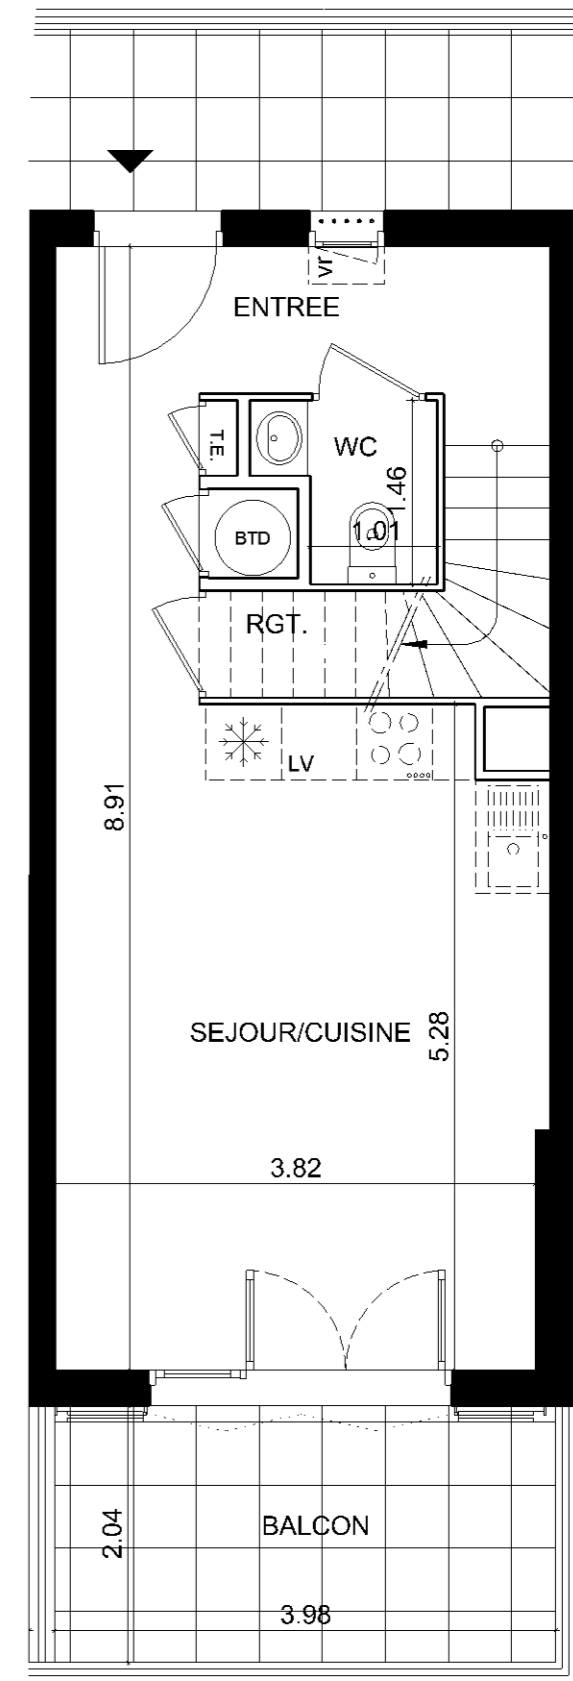 vr
ENTREE
T.E.
WC
1.46
1.01
BTD
RGT.
LV
8.91
SEJOUR/CUISINE
5.28
3.82
BALCON
2.04
3.98